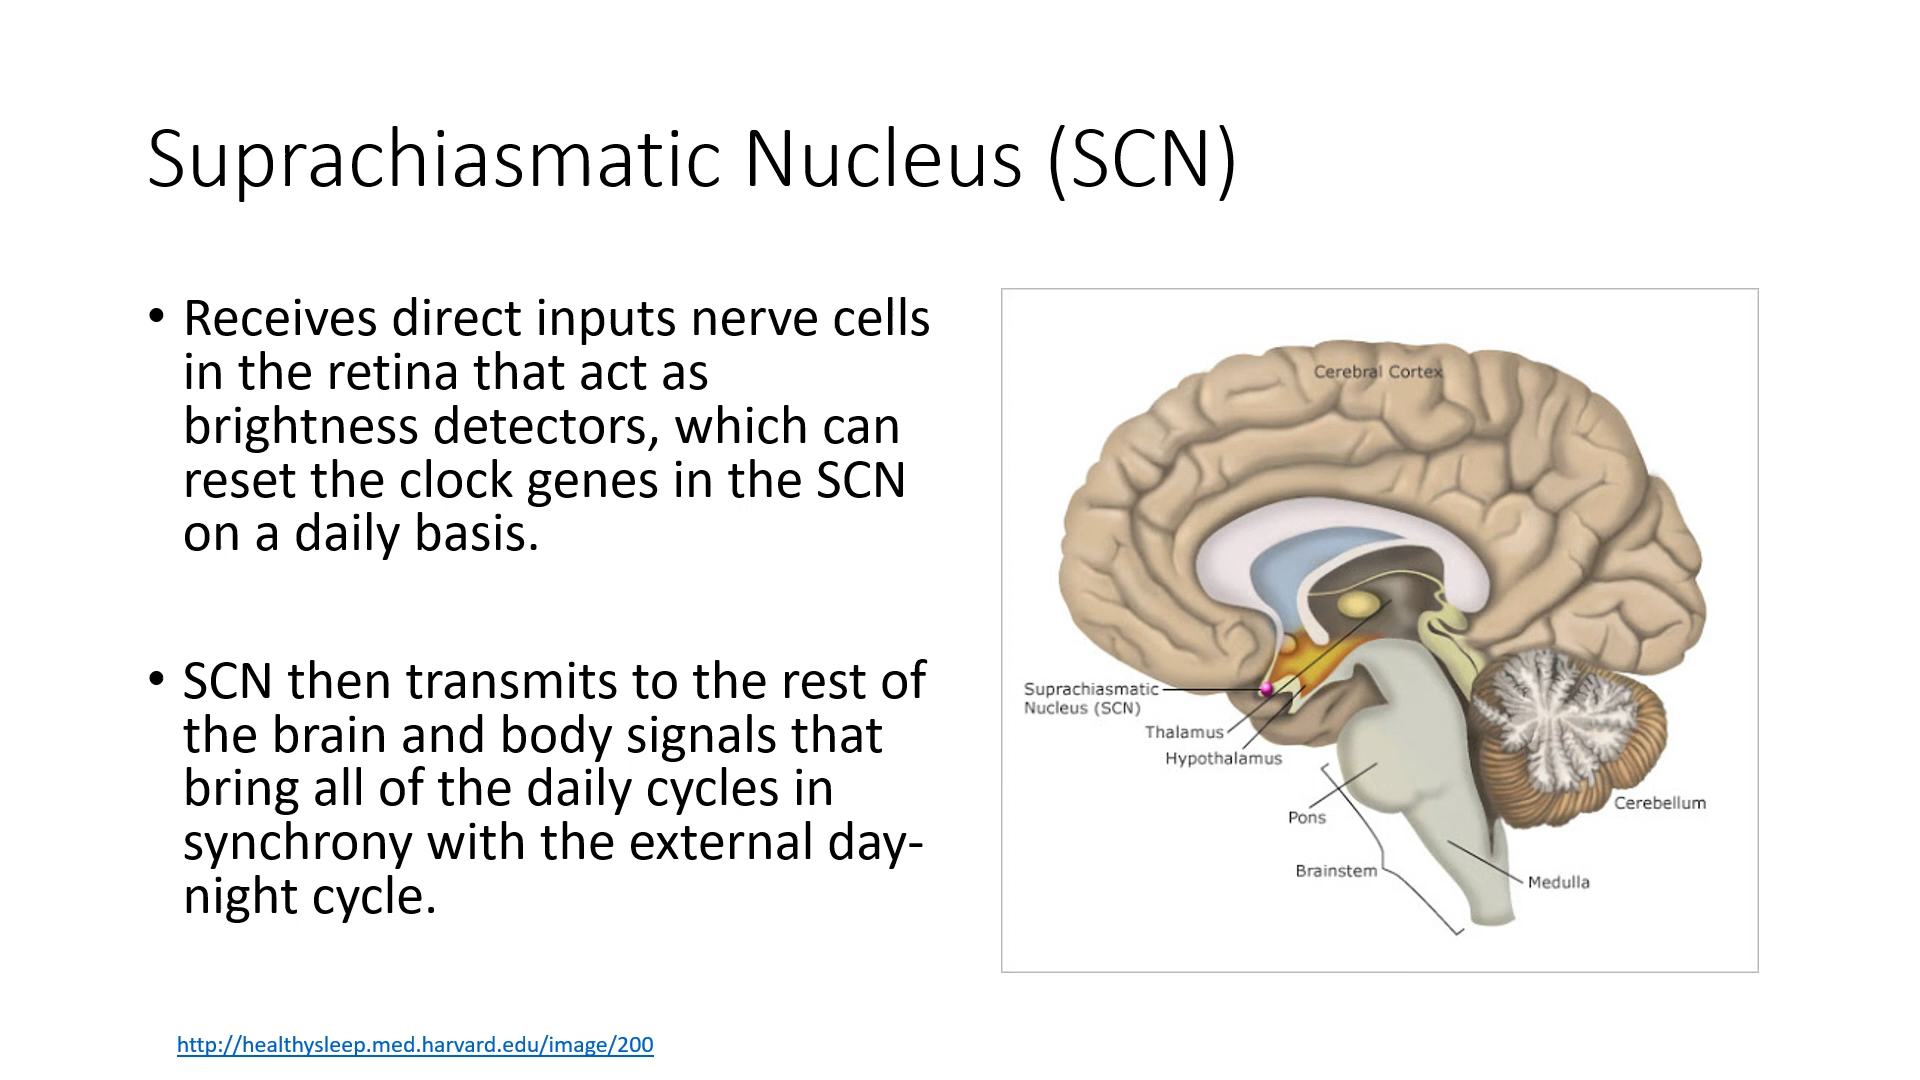 Suprachiasmatic Nucleus (SCN)
• Receives direct inputs nerve cells
in the retina that act as
brightness detectors, which can
reset the clock genes in the SCN
on a daily basis.
• SCN then transmits to the rest of
the brain and body signals that
bring all of the daily cycles in
synchrony with the external day-
night cycle.
Cerebral Cortex
Suprachiasmatic
Nucleus (SCN)
Thalamus
Hypothalamus
Pons
Cerebellum
Brainstem
Medulla
http://healthysleep.med.harvard.edu/image/200